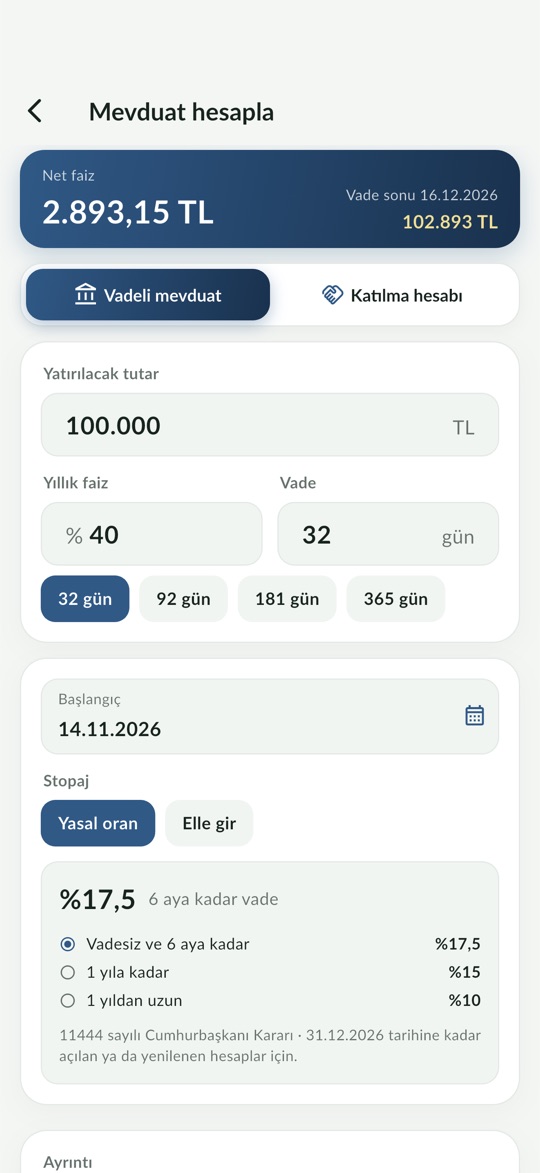 Mevduat hesapla
Net faiz
2.893,15 TL
Vade sonu 16.12.2026
102.893 TL
Vadeli mevduat
Katılma hesabı
Yatırılacak tutar
100.000 TL
Yıllık faiz
Vade
% 40
32 gün
32 gün
92 gün
181 gün
365 gün
Başlangıç
14.11.2026
Stopaj
Yasal oran
Elle gir
%17,5 6 aya kadar vade
Vadesiz ve 6 aya kadar %17,5
1 yıla kadar %15
1 yıldan uzun %10
11444 sayılı Cumhurbaşkanı Kararı · 31.12.2026 tarihine kadar
açılan ya da yenilenen hesaplar için.
Ayrıntı